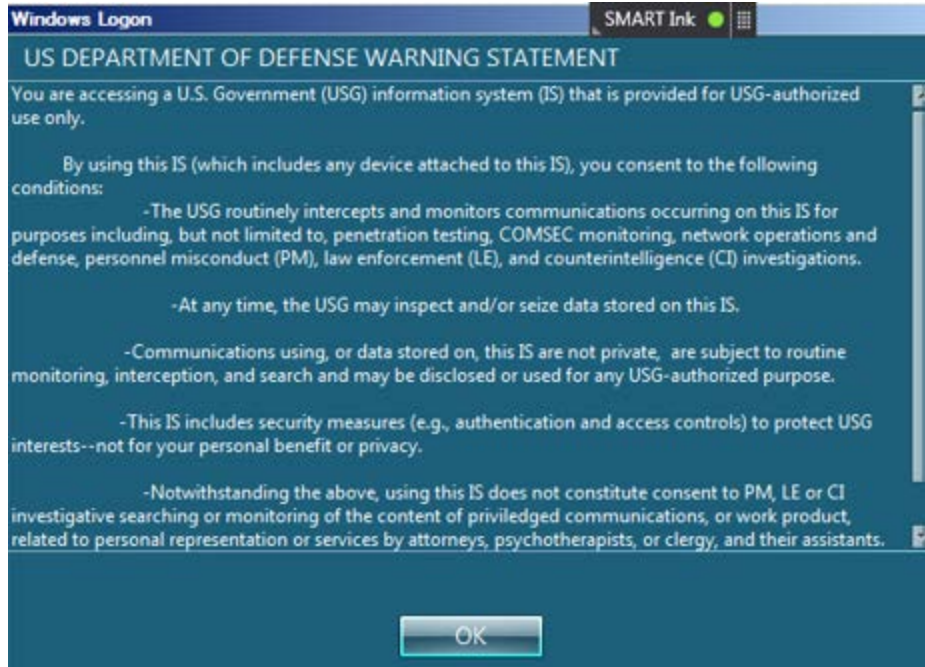 Windows Logon
SMART Ink
US DEPARTMENT OF DEFENSE WARNING STATEMENT
You are accessing a U.S. Government (USG) information system (IS) that is provided for USG-authorized
use only.
By using this IS (which includes any device attached to this IS), you consent to the following
conditions:
-The USG routinely intercepts and monitors communications occurring on this IS for
purposes including, but not limited to, penetration testing, COMSEC monitoring, network operations and
defense, personnel misconduct (PM), law enforcement (LE), and counterintelligence (CI) investigations.
-At any time, the USG may inspect and/or seize data stored on this IS.
-Communications using, or data stored on, this IS are not private, are subject to routine
monitoring, interception, and search and may be disclosed or used for any USG-authorized purpose.
-This IS includes security measures (e.g., authentication and access controls) to protect USG
interests--not for your personal benefit or privacy.
-Notwithstanding the above, using this IS does not constitute consent to PM, LE or CI
investigative searching or monitoring of the content of priviledged communications, or work product,
related to personal representation or services by attorneys, psychotherapists, or clergy, and their assistants.
OK